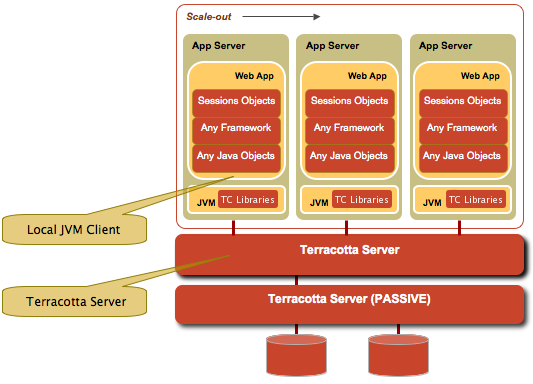 Scale-out
App Server App Server App Server
Web App Web App Web App
Sessions Objects Sessions Objects Sessions Objects
Any Framework Any Framework Any Framework
Any Java Objects Any Java Objects Any Java Objects
JVM TC Libraries JVM TC Libraries JVM TC Libraries
Local JVM Client
Terracotta Server
Terracotta Server
Terracotta Server (PASSIVE)